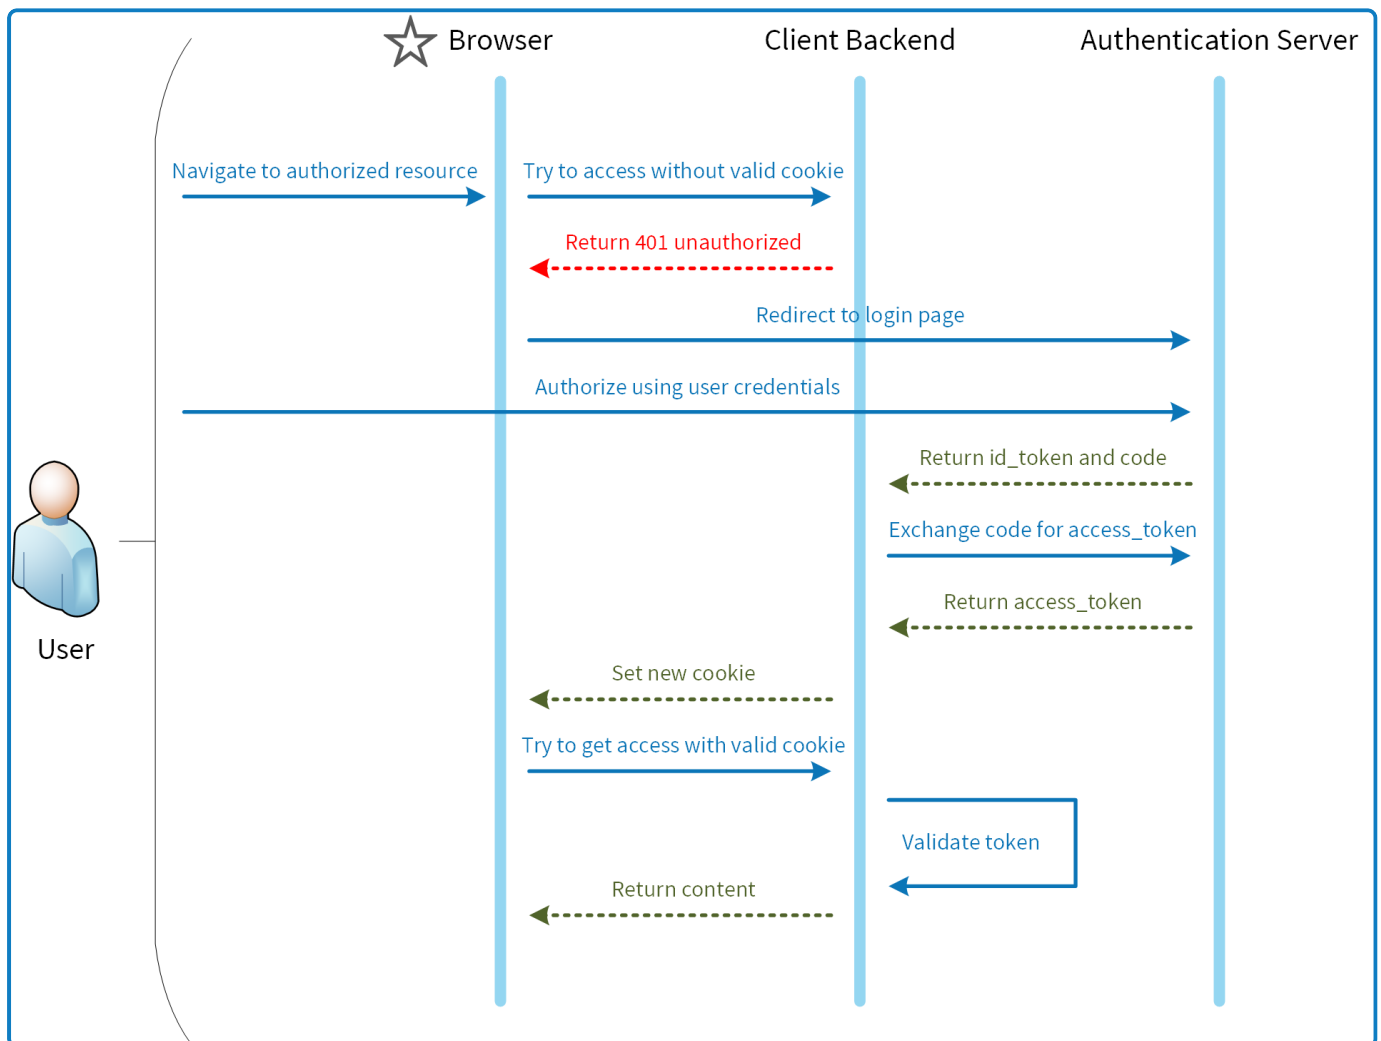 Browser
Client Backend
Authentication Server
Navigate to authorized resource
Try to access without valid cookie
Return 401 unauthorized
Redirect to login page
Authorize using user credentials
Return id_token and code
Exchange code for access_token
Return access_token
User
Set new cookie
Try to get access with valid cookie
Validate token
Return content